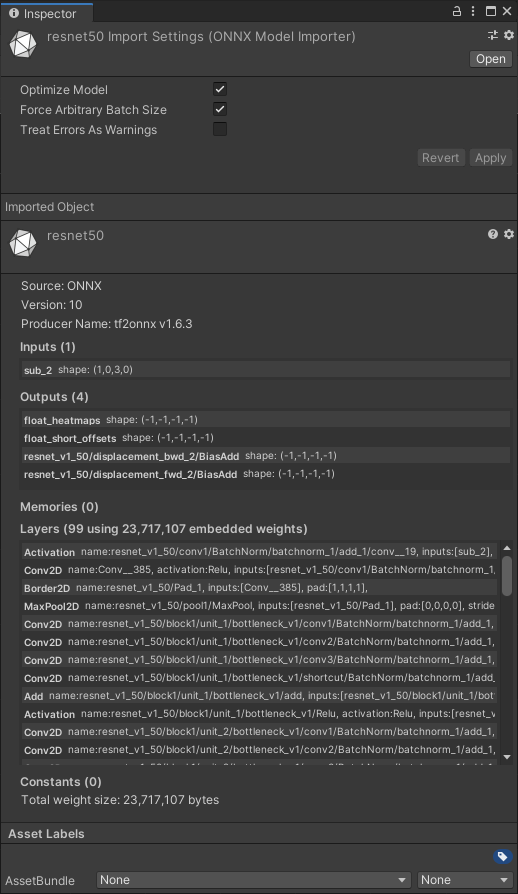 Inspector
resnet50 Import Settings (ONNX Model Importer)
Open
Optimize Model
Force Arbitrary Batch Size
Treat Errors As Warnings
Revert Apply
Imported Object
resnet50
Source: ONNX
Version: 10
Producer Name: tf2onnx v1.6.3
Inputs (1)
sub_2 shape: (1,0,3,0)
Outputs (4)
float_heatmaps shape: (-1,-1,-1,-1)
float_short_offsets shape: (-1,-1,-1,-1)
resnet_v1_50/displacement_bwd_2/BiasAdd shape: (-1,-1,-1,-1)
resnet_v1_50/displacement_fwd_2/BiasAdd shape: (-1,-1,-1,-1)
Memories (0)
Layers (99 using 23,717,107 embedded weights)
Activation name:resnet_v1_50/conv1/BatchNorm/batchnorm_1/add_1/conv__19, inputs:[sub_2],
Conv2D name:Conv__385, activation:Relu, inputs:[resnet_v1_50/conv1/BatchNorm/batchnorm_1/
Border2D name:resnet_v1_50/Pad_1, inputs:[Conv__385], pad:[1,1,1,1],
MaxPool2D name:resnet_v1_50/pool1/MaxPool, inputs:[resnet_v1_50/Pad_1], pad:[0,0,0,0], stride
Conv2D name:resnet_v1_50/block1/unit_1/bottleneck_v1/conv1/BatchNorm/batchnorm_1/add_1,
Conv2D name:resnet_v1_50/block1/unit_1/bottleneck_v1/conv2/BatchNorm/batchnorm_1/add_1,
Conv2D name:resnet_v1_50/block1/unit_1/bottleneck_v1/conv3/BatchNorm/batchnorm_1/add_1,
Conv2D name:resnet_v1_50/block1/unit_1/bottleneck_v1/shortcut/BatchNorm/batchnorm_1/add_
Add name:resnet_v1_50/block1/unit_1/bottleneck_v1/add, inputs:[resnet_v1_50/block1/unit_1/bot
Activation name:resnet_v1_50/block1/unit_1/bottleneck_v1/Relu, activation:Relu, inputs:[resnet_v
Conv2D name:resnet_v1_50/block1/unit_2/bottleneck_v1/conv1/BatchNorm/batchnorm_1/add_1,
Conv2D name:resnet_v1_50/block1/unit_2/bottleneck_v1/conv2/BatchNorm/batchnorm_1/add_1,
Constants (0)
Total weight size: 23,717,107 bytes
Asset Labels
AssetBundle None None